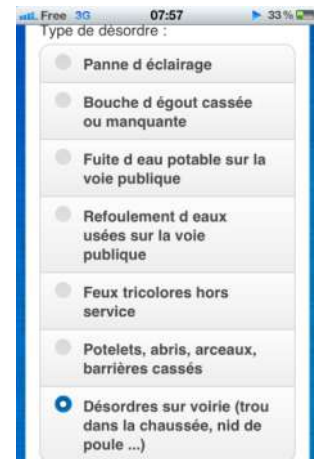 Free 3G 07:57 33 %
Type de désordre :
Panne d éclairage
Bouche d égout cassée
ou manquante
Fuite d eau potable sur la
voie publique
Refoulement d eaux
usées sur la voie
publique
Feux tricolores hors
service
Potelets, abris, arceaux,
barrières cassés
Désordres sur voirie (trou
dans la chaussée, nid de
poule ...)